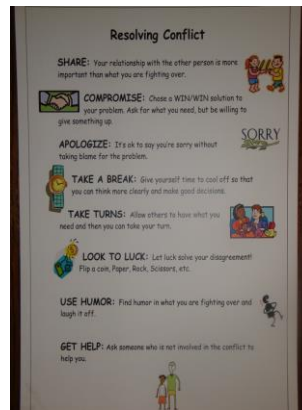 Resolving Conflict
SHARE: Your relationship with the other person is more
important than what you are fighting over.
COMPROMISE: Chose a WIN/WIN solution to
your problem. Ask for what you need, but be willing to
give something up.
SORRY
APOLOGIZE: It's ok to say you're sorry without
taking blame for the problem.
TAKE A BREAK: Give yourself time to cool off so that
you can think more clearly and make good decisions.
TAKE TURNS: Allow others to have what you
need and then you can take your turn.
LOOK TO LUCK: Let luck solve your disagreement!
Flip a coin, Paper, Rock, Scissors, etc.
USE HUMOR: Find humor in what you are fighting over and
laugh it off.
GET HELP: Ask someone who is not involved in the conflict to
help you.